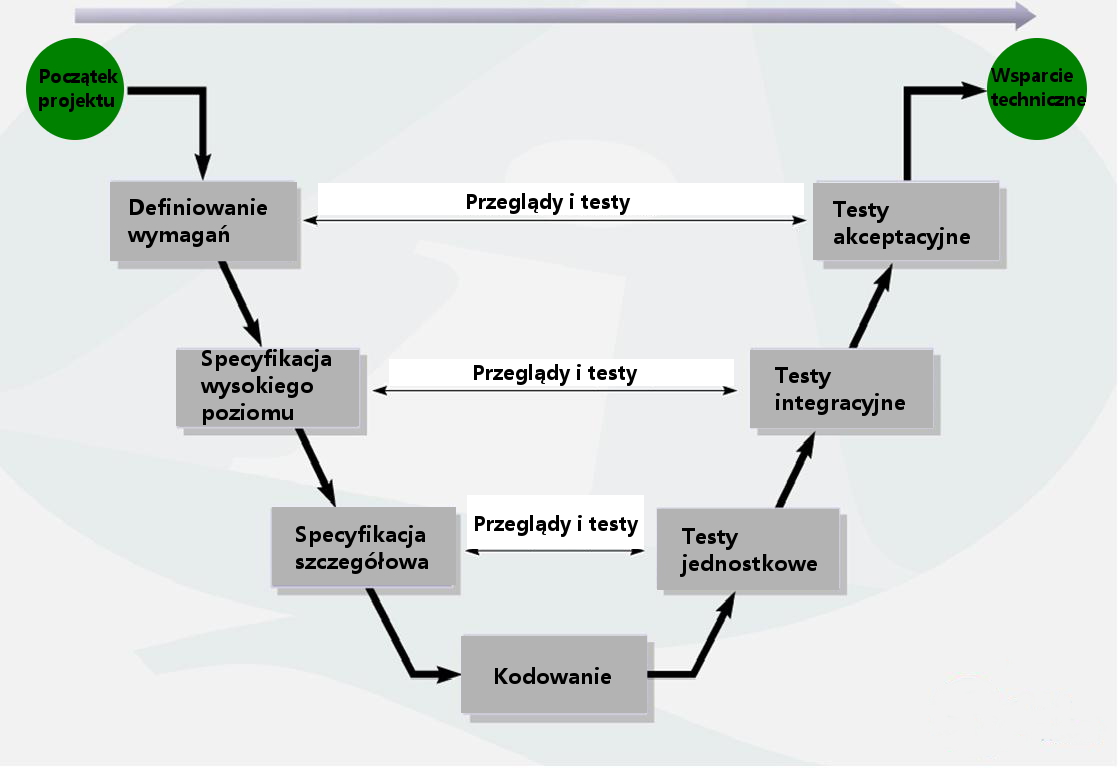 Początek
projektu
Wsparcie
techniczne
Definiowanie
wymagań
Przeglądy i testy
Testy
akceptacyjne
Specyfikacja
wysokiego
poziomu
Przeglądy i testy
Testy
integracyjne
Specyfikacja
szczegółowa
Przeglądy i testy
Testy
jednostkowe
Kodowanie